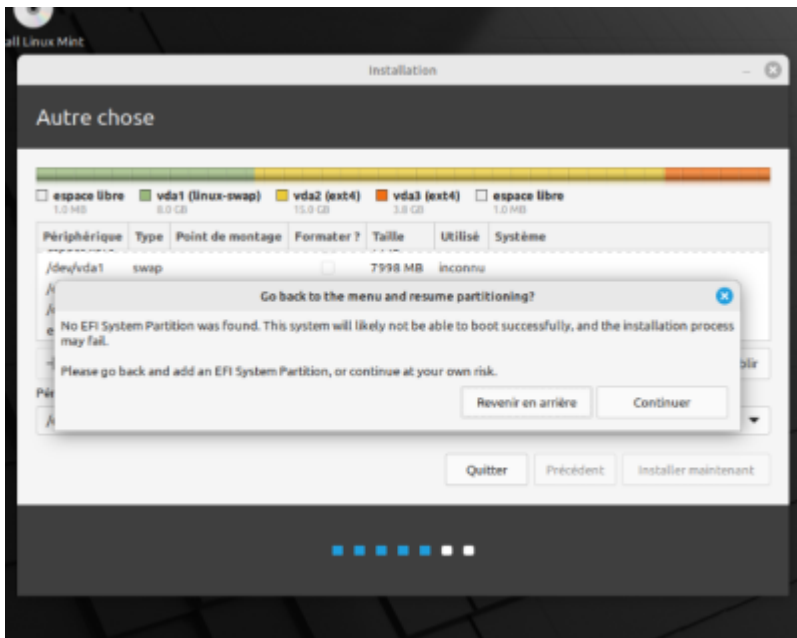 all Linux Mint
Installation
Autre chose
espace libre vda1 (linux-swap) vda2 (ext4) vda3 (ext4) espace libre
1.0 MB 8.0 GB 15.0 GB 3.8 GB 1.0 MB
Périphérique Type Point de montage Formater ? Taille Utilisé Système
/dev/vda1 swap 7998 MB inconnu
Go back to the menu and resume partitioning?
No EFI System Partition was found. This system will likely not be able to boot successfully, and the installation process
may fail.
Please go back and add an EFI System Partition, or continue at your own risk.
Revenir en arrière Continuer
Quitter Précédent Installer maintenant